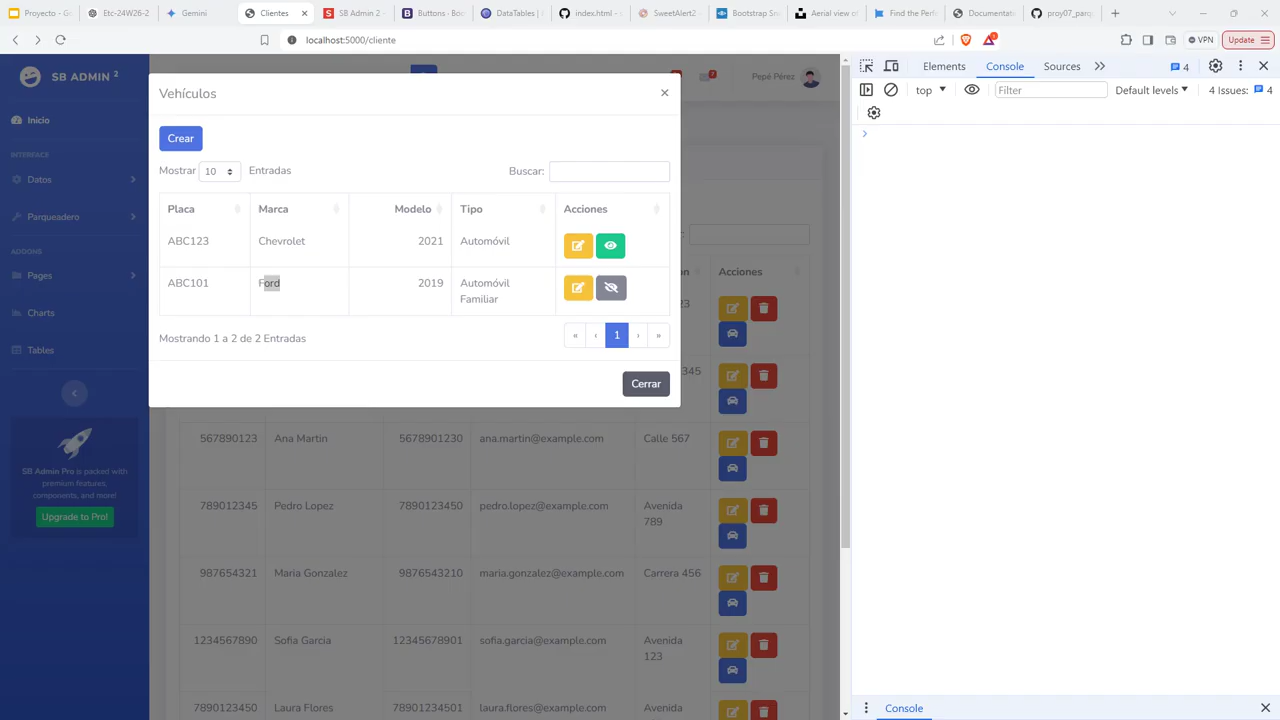 Proyecto - G
Etc-24W26-2
Gemini
Clientes
SB Admin 2
Buttons · Boo
DataTables |
index.html -
SweetAlert2
Bootstrap Sni
Aerial view of
Find the Perf
Documentate
proy07_parq
localhost:5000/cliente
VPN
Update
SB ADMIN 2
Inicio
INTERFACE
Datos
Parqueadero
ADDONS
Pages
Charts
Tables
SB Admin Pro is packed with
premium features,
components, and more!
Upgrade to Pro!
Pepé Pérez
Vehículos
×
Crear
Mostrar 10 Entradas
Buscar:
Placa Marca Modelo Tipo Acciones
ABC123 Chevrolet 2021 Automóvil
ABC101 Ford 2019 Automóvil
Familiar
Mostrando 1 a 2 de 2 Entradas
« ‹ 1 › »
Cerrar
Acciones
567890123 Ana Martin 5678901230 ana.martin@example.com Calle 567
789012345 Pedro Lopez 7890123450 pedro.lopez@example.com Avenida
789
987654321 Maria Gonzalez 9876543210 maria.gonzalez@example.com Carrera 456
1234567890 Sofia Garcia 12345678901 sofia.garcia@example.com Avenida
123
7890123450 Laura Flores 78901234501 laura.flores@example.com Carrera
Elements Console Sources 4
top Filter Default levels 4 Issues: 4
Console